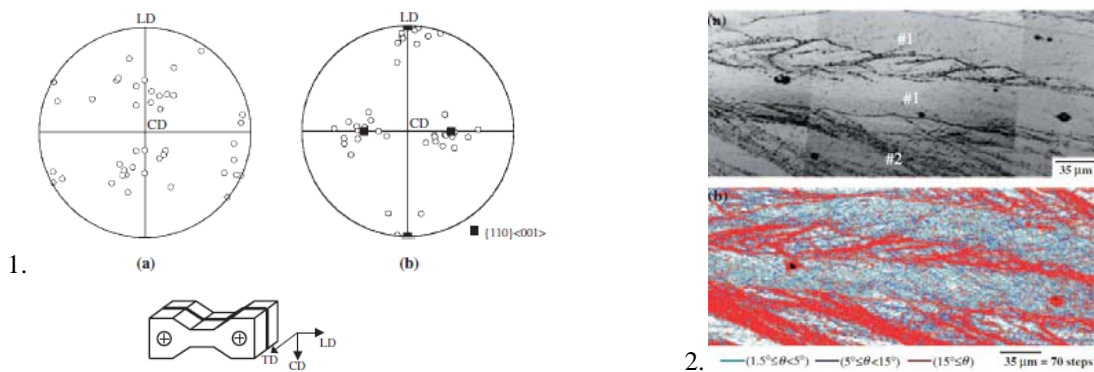 LD
LD
CD
CD
{110}<001>
1.
(a)
(b)
LD
TD
CD
(a)
#1
#1
#2
35 µm
(b)
2.
(1.5°≤θ<5°)
(5°≤θ<15°)
(15°≤θ)
35 µm = 70 steps